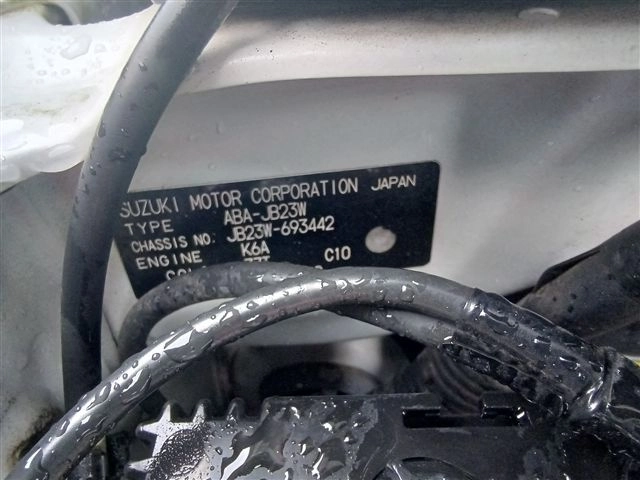 SUZUKI MOTOR CORPORATION JAPAN
TYPE ABA-JB23W
CHASSIS NO. JB23W-693442
ENGINE K6A
C10